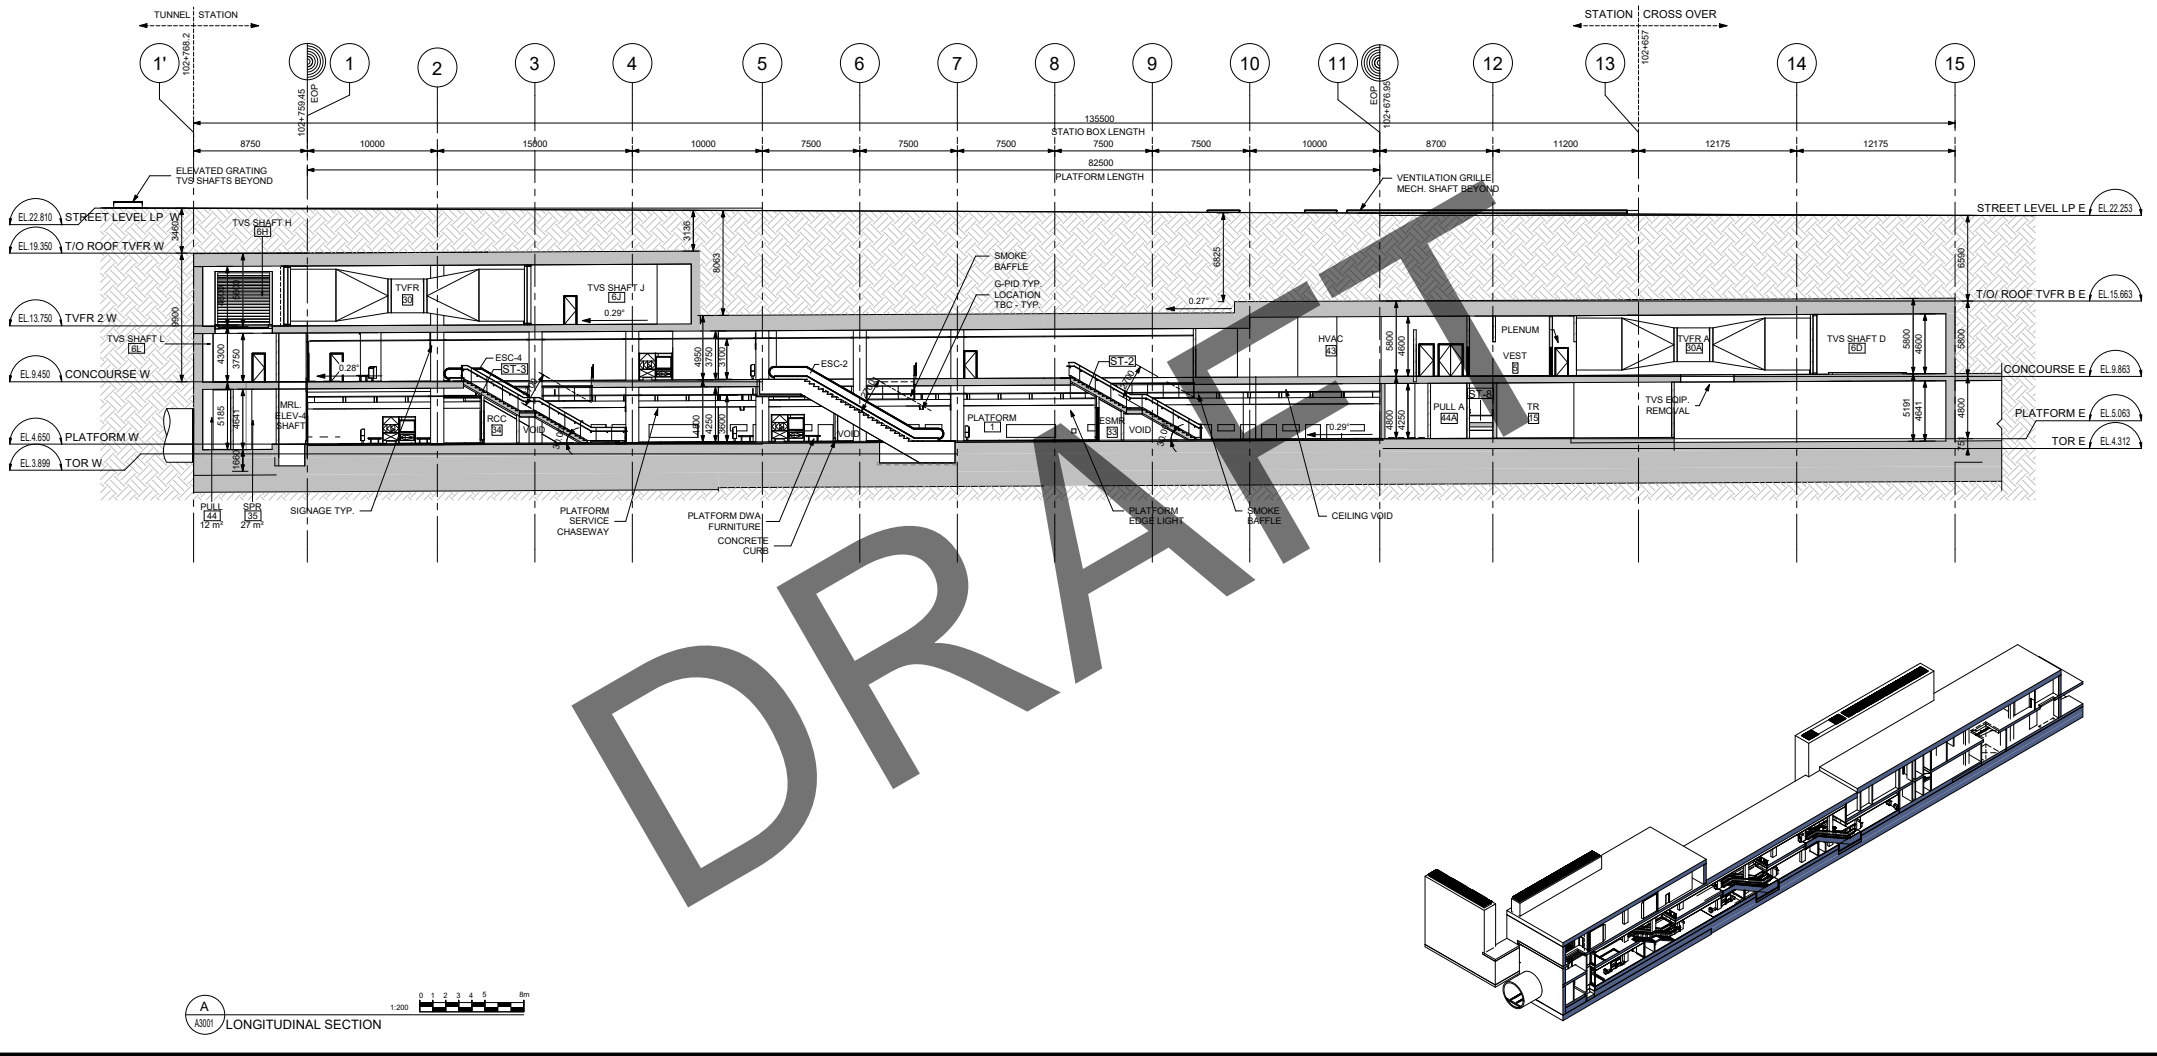 TUNNEL STATION
STATION CROSS OVER
1'
1
2
3
4
5
6
7
8
9
10
11
12
13
14
15
102+768.2
102+759.45
EOP
EOP
102+676.95
102+657
135500
STATIO BOX LENGTH
8750
10000
15000
10000
7500
7500
7500
7500
7500
10000
8700
11200
12175
12175
82500
PLATFORM LENGTH
ELEVATED GRATING
TVS SHAFTS BEYOND
VENTILATION GRILLE
MECH. SHAFT BEYOND
EL.22.810 STREET LEVEL LP W
EL.19.350 T/O ROOF TVFR W
EL.13.750 TVFR 2 W
EL.9.450 CONCOURSE W
EL.4.650 PLATFORM W
EL.3.899 TOR W
STREET LEVEL LP E EL.22.253
T/O/ ROOF TVFR B E EL.15.663
CONCOURSE E EL.9.863
PLATFORM E EL.5.063
TOR E EL.4.312
TVS SHAFT H
6H
34600
9900
3136
8063
6825
6590
TVFR
30
TVS SHAFT J
6J
0.29°
SMOKE
BAFFLE
G-PID TYP.
LOCATION
TBC - TYP.
0.27°
TVS SHAFT L
6L
4300
3750
0.28°
ESC-4
ST-3
4950
3750
3100
ESC-2
ST-2
2700
HVAC
43
5800
4600
PLENUM
VEST
TVFR A
30A
TVS SHAFT D
6D
5800
4600
5800
5185
4641
1660
MRL.
ELEV-4
SHAFT
RCC
34
VOID
4250
3600
VOID
PLATFORM
1
ESMR
33
VOID
0.29°
4800
4250
PULL A
44A
ST-8
TR
TVS EQIP.
REMOVAL
5191
4641
4800
PULL
44
12 m²
SPR
35
27 m²
SIGNAGE TYP.
PLATFORM
SERVICE
CHASEWAY
PLATFORM DWA
FURNITURE
CONCRETE
CURB
PLATFORM
EDGE LIGHT
SMOKE
BAFFLE
CEILING VOID
DRAFT
A
A3001
LONGITUDINAL SECTION
1:200
0 1 2 3 4 5 8m